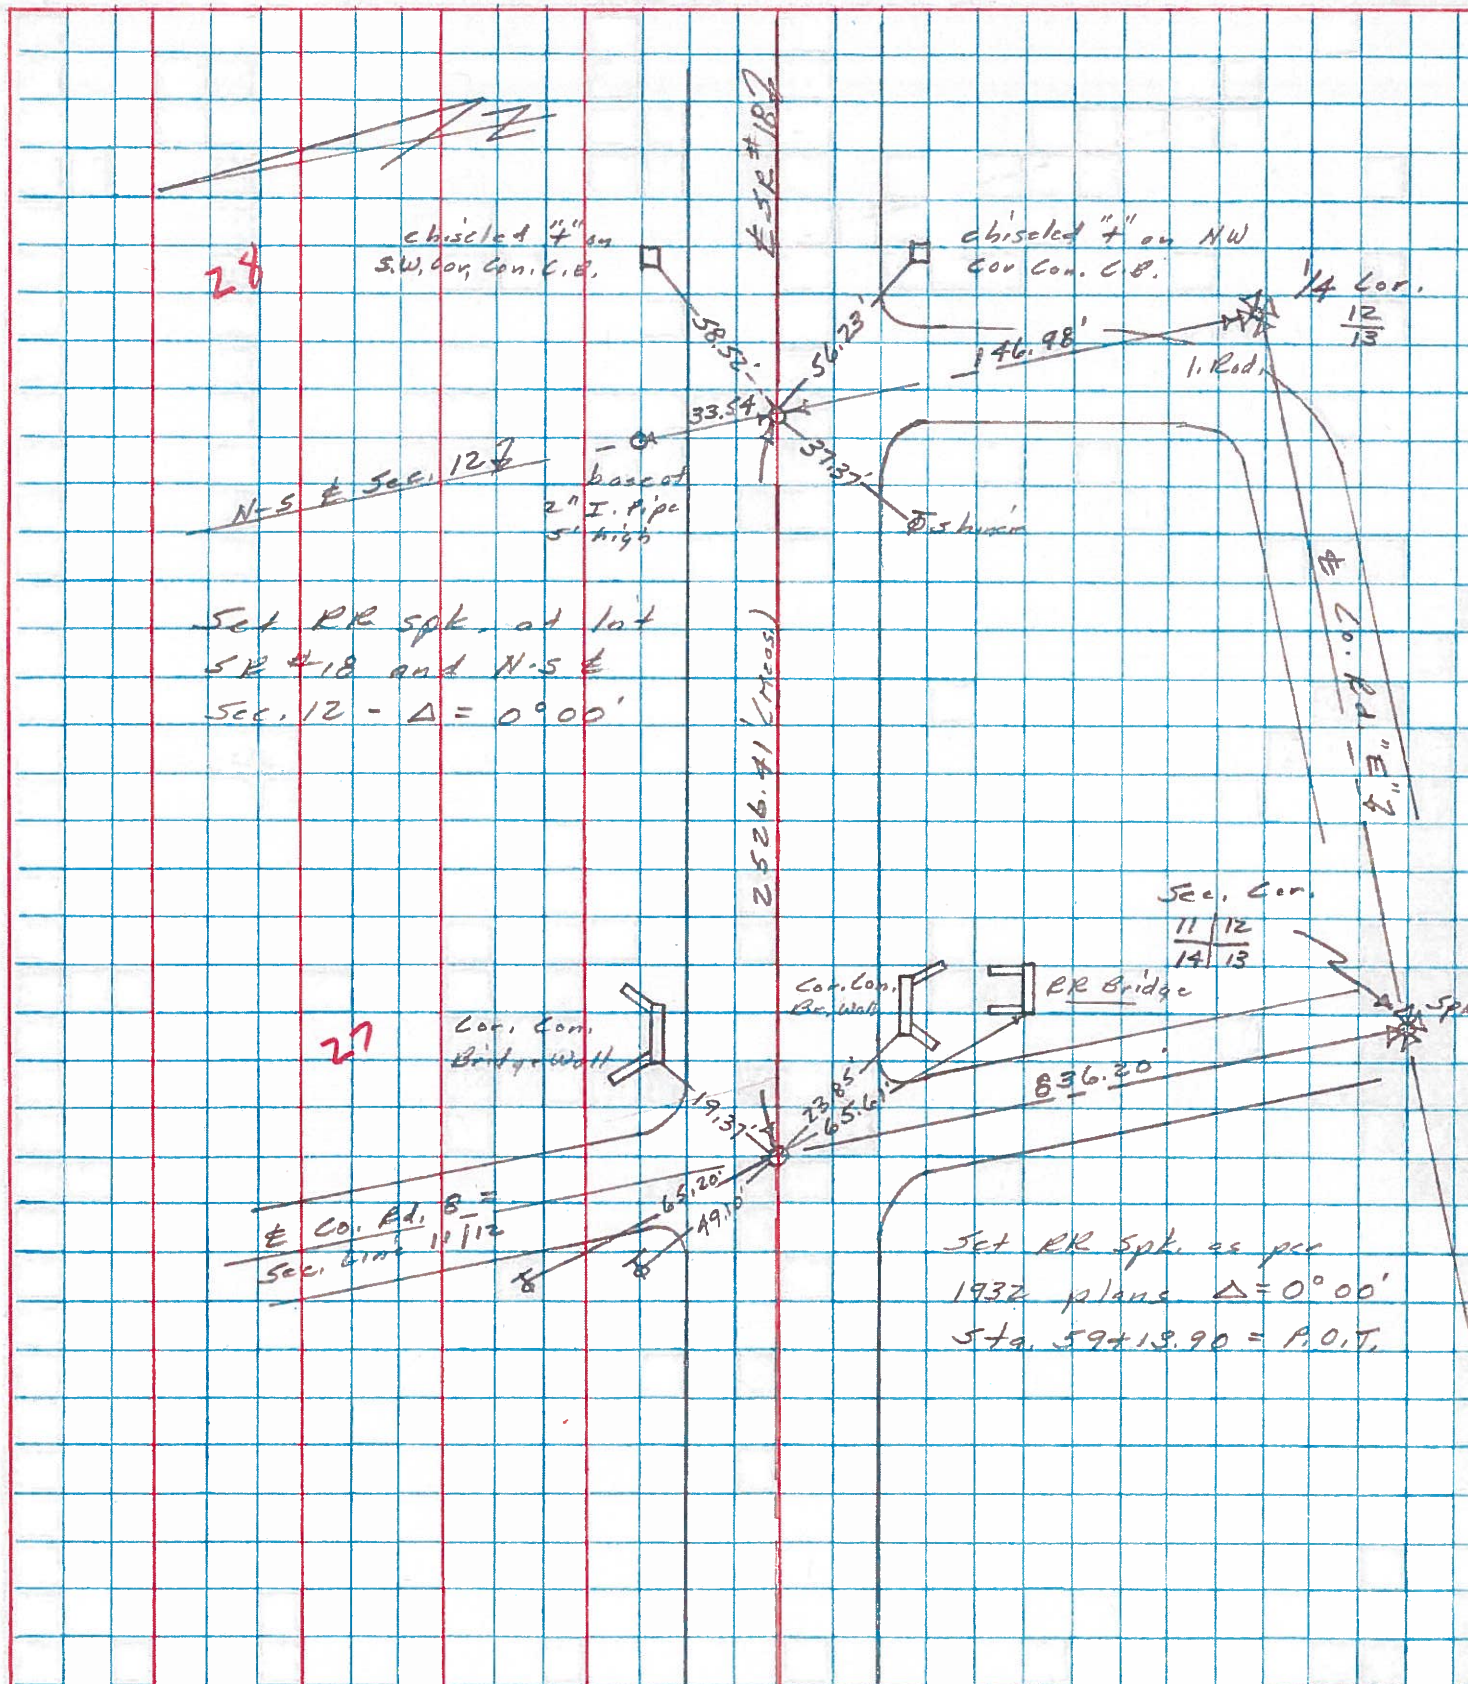 N
℄ SR #18
28
chiseled "+" on
S.W. Cor, Con. C.B.
chiseled "+" on NW
Cor Con. C.B.
1/4 Cor.
12
13
58.52'
56.23'
146.98'
I. Rod.
33.54
37.37'
N-S ℄ Sec. 12
base of
2" I. Pipe
5' high
Set RR spk. at Int
SR #18 and N-S ℄
Sec. 12 - Δ = 0°00'
2526.41' (Meas.)
℄ Co. Rd. "E"
Sec. Cor.
11 | 12
14 | 13
Spk
27
Cor. Con.
Bridge Wall
Cor. Con.
Br. Wall
RR Bridge
19.37'
23.85'
65.61'
836.20'
65.20'
49.10'
℄ Co. Rd. 8 =
Sec. Line 11/12
Set RR Spk. as per
1932 plans Δ = 0°00'
Sta. 59+13.90 = P.O.T.